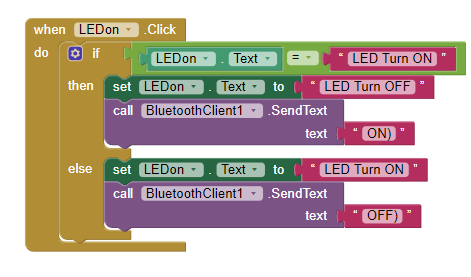 when LEDon .Click
do if LEDon . Text = “ LED Turn ON ”
then set LEDon . Text to “ LED Turn OFF ”
call BluetoothClient1 .SendText
text “ ON) ”
else set LEDon . Text to “ LED Turn ON ”
call BluetoothClient1 .SendText
text “ OFF) ”